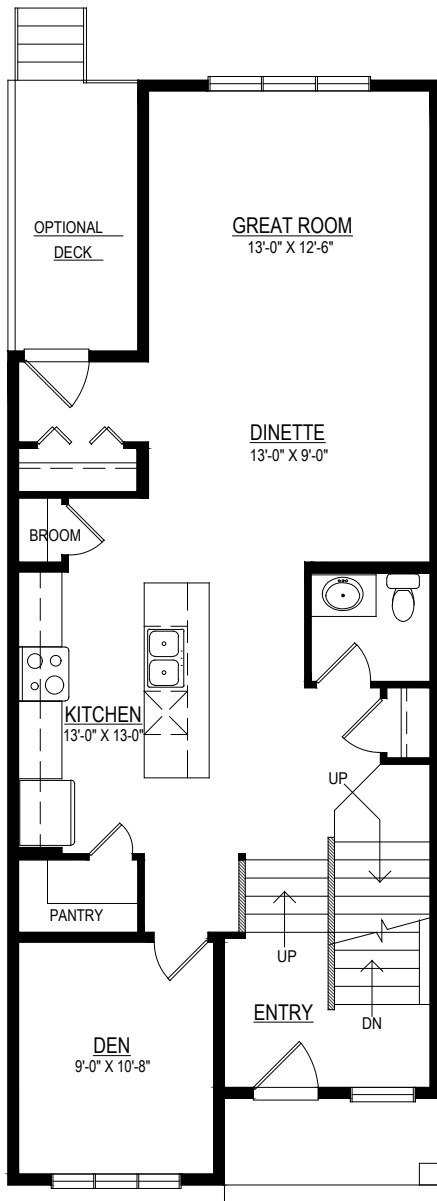 OPTIONAL
DECK
GREAT ROOM
13'-0" X 12'-6"
DINETTE
13'-0" X 9'-0"
BROOM
KITCHEN
13'-0" X 13'-0"
UP
PANTRY
UP
ENTRY
DN
DEN
9'-0" X 10'-8"